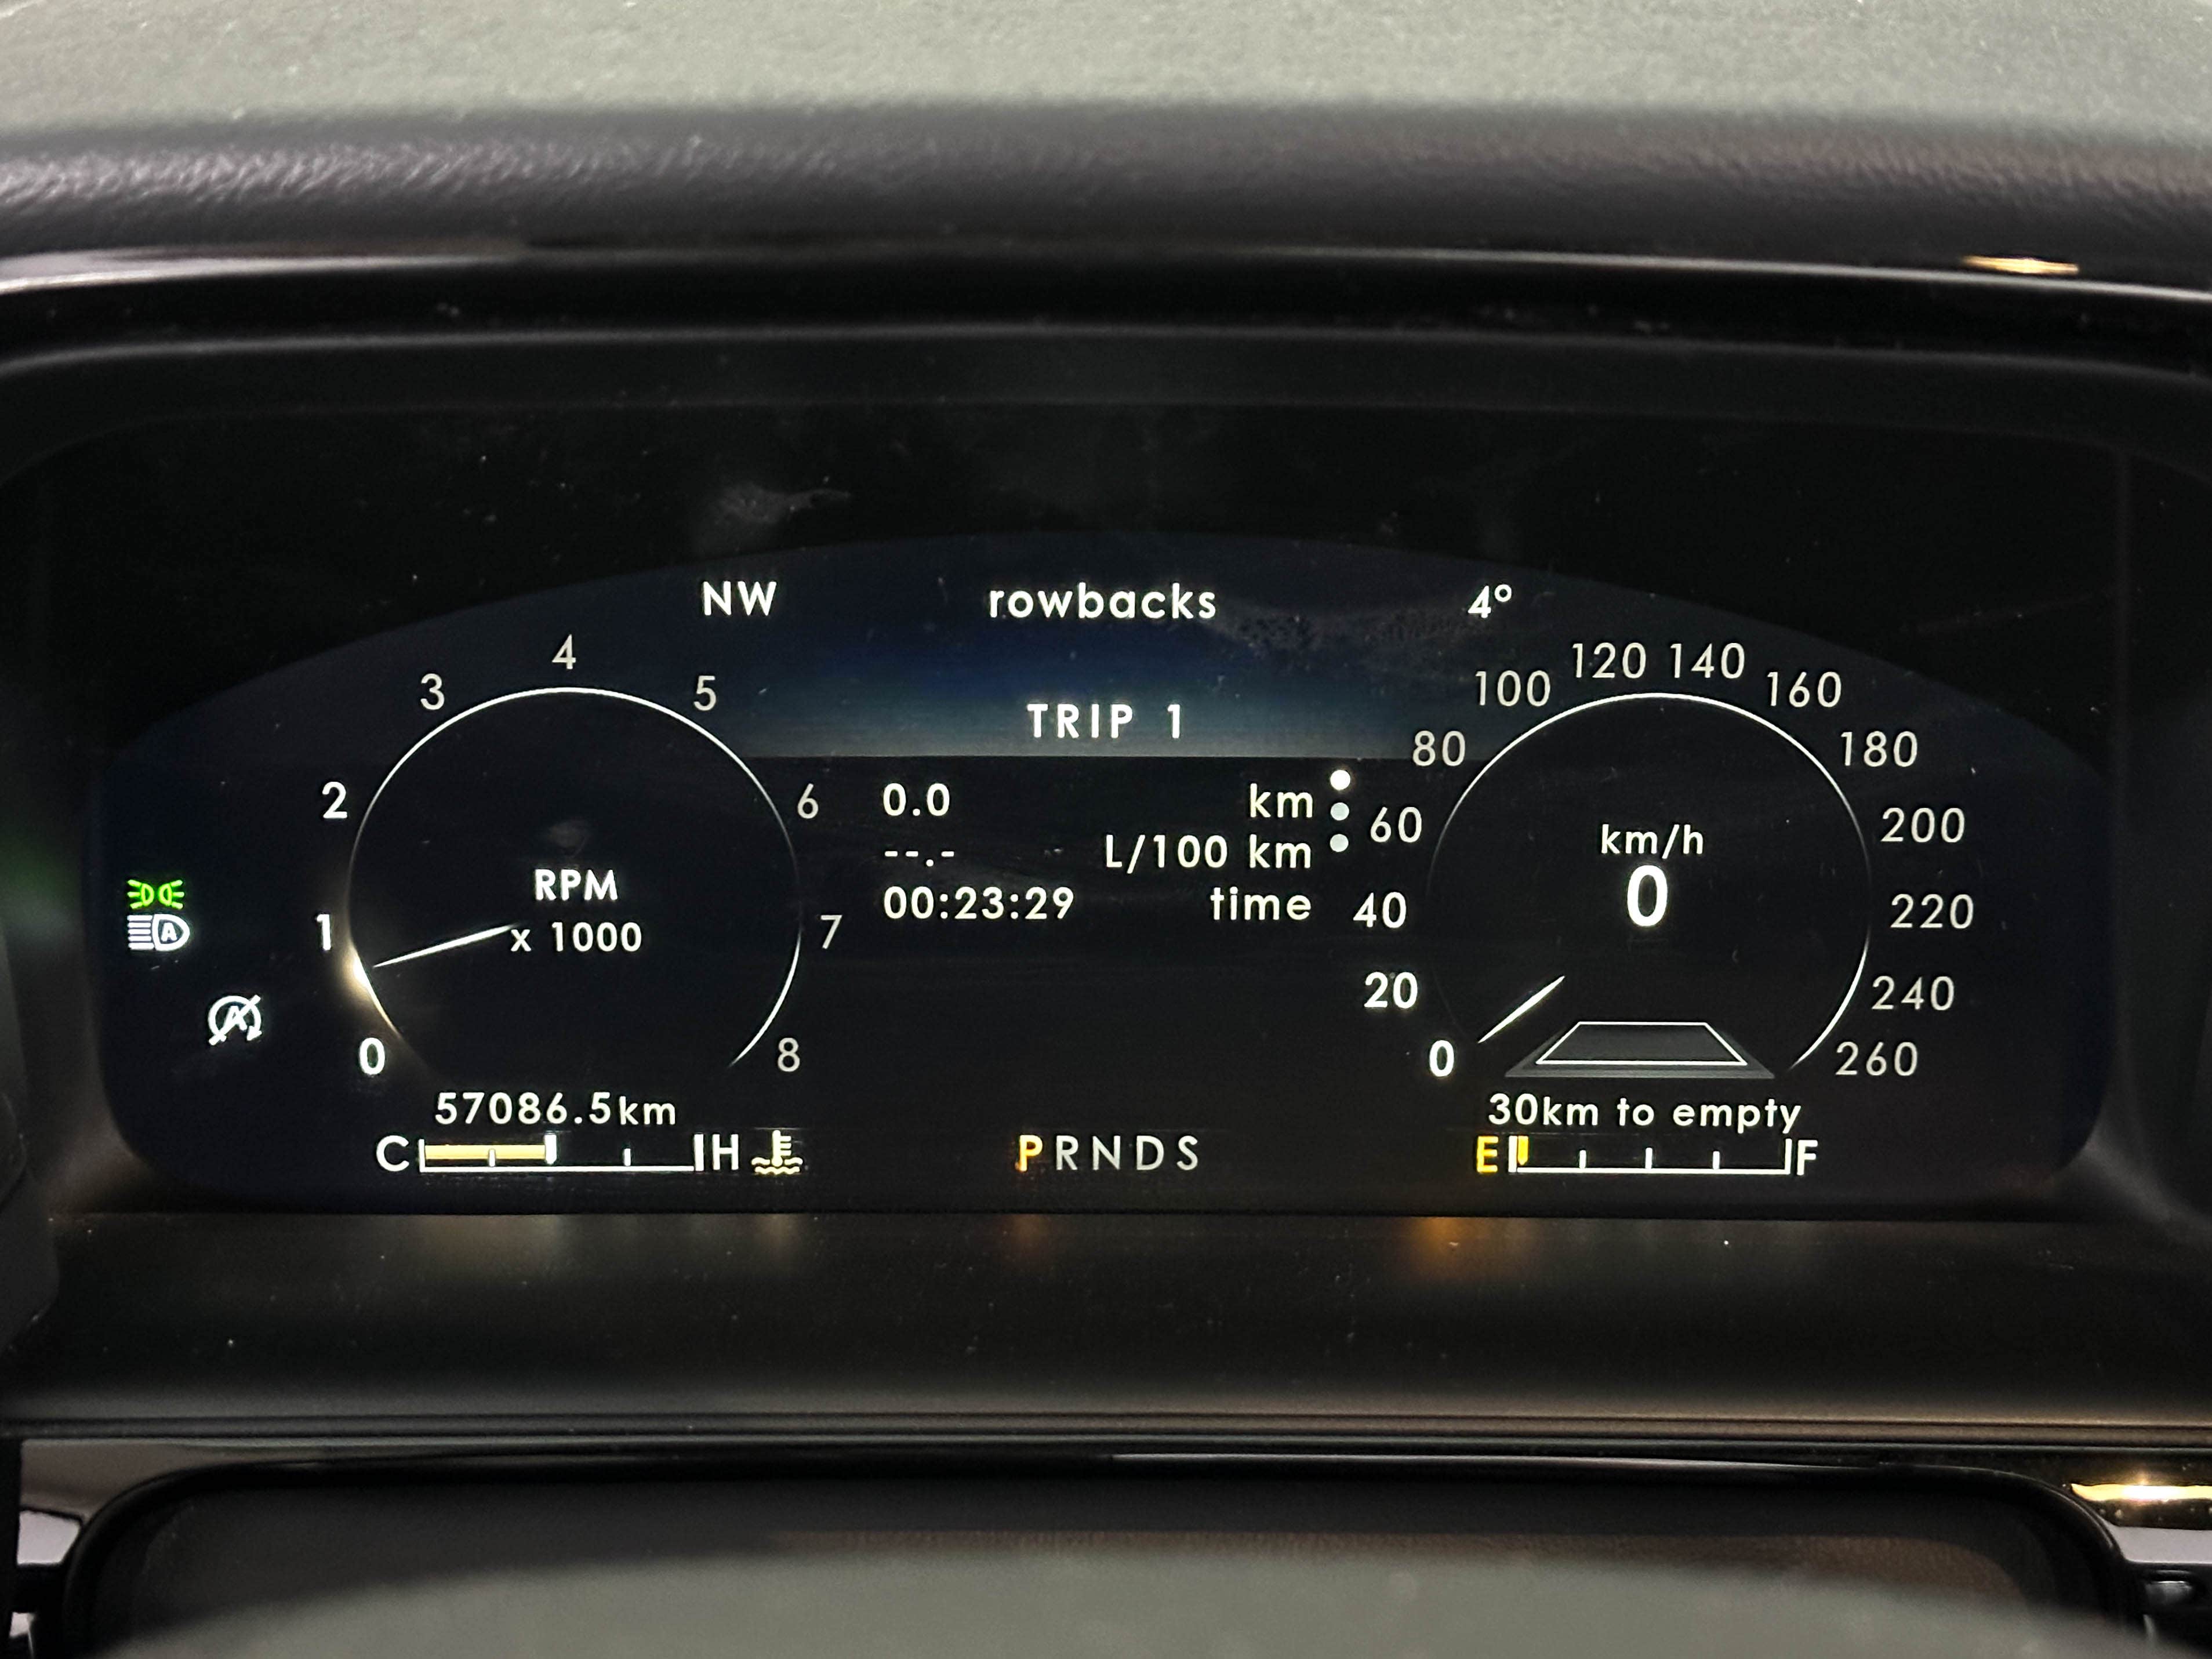 NW rowbacks 4°
TRIP 1
0.0 km
--.- L/100 km
00:23:29 time
0
1
2
3
4
5
6
7
8
RPM
x 1000
0
20
40
60
80
100
120
140
160
180
200
220
240
260
km/h
0
A
A
57086.5km
C H
PRNDS
30km to empty
E F